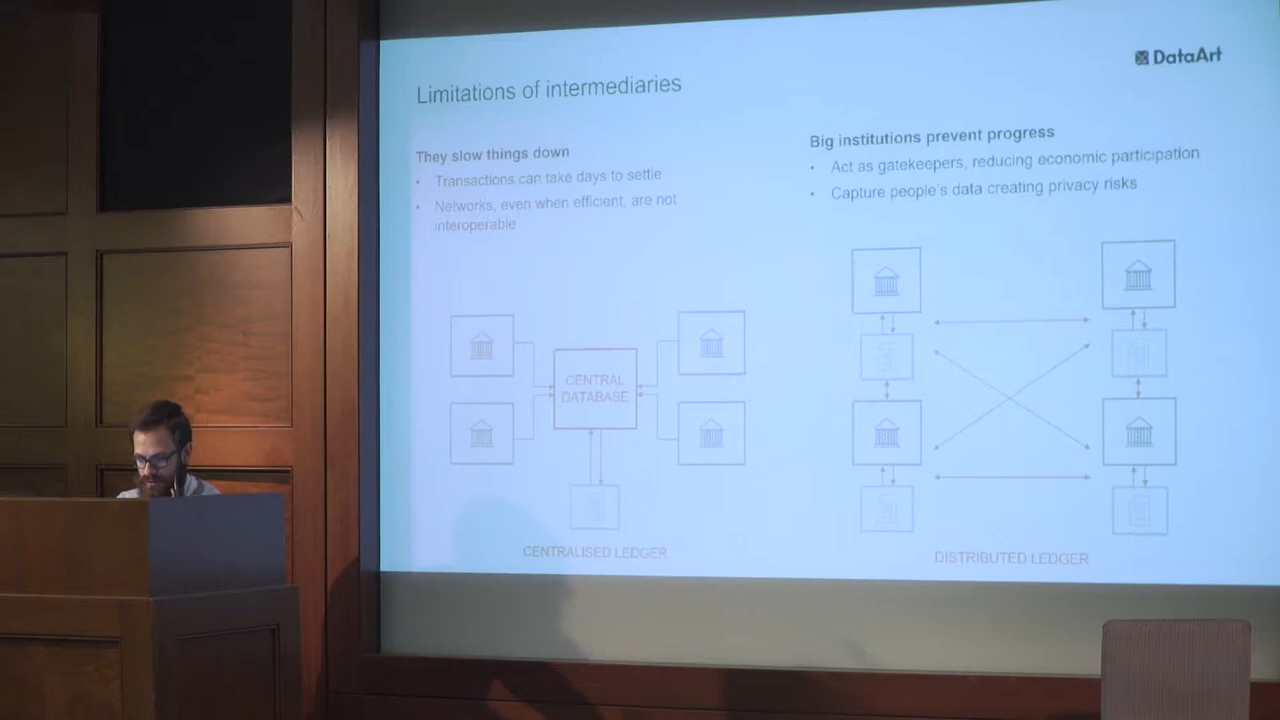 DataArt
Limitations of intermediaries
They slow things down
• Transactions can take days to settle
• Networks, even when efficient, are not
interoperable
Big institutions prevent progress
• Act as gatekeepers, reducing economic participation
• Capture people's data creating privacy risks
CENTRAL
DATABASE
CENTRALISED LEDGER
DISTRIBUTED LEDGER